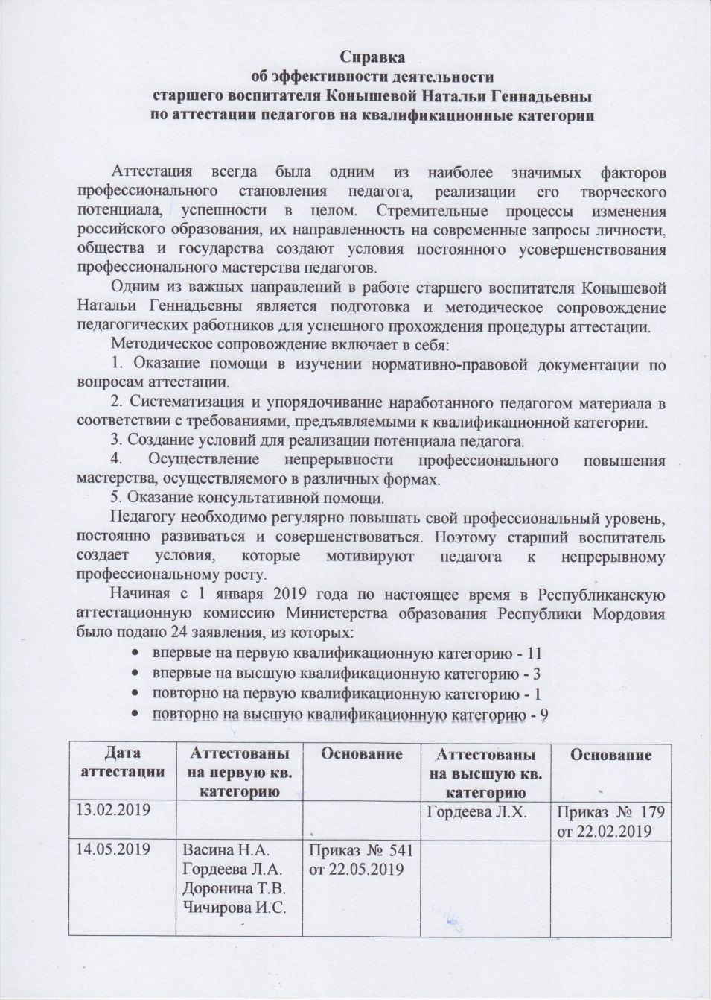 Справка
об эффективности деятельности
старшего воспитателя Конышевой Натальи Геннадьевны
по аттестации педагогов на квалификационные категории
Аттестация всегда была одним из наиболее значимых факторов
профессионального становления педагога, реализации его творческого
потенциала, успешности в целом. Стремительные процессы изменения
российского образования, их направленность на современные запросы личности,
общества и государства создают условия постоянного усовершенствования
профессионального мастерства педагогов.
Одним из важных направлений в работе старшего воспитателя Конышевой
Натальи Геннадьевны является подготовка и методическое сопровождение
педагогических работников для успешного прохождения процедуры аттестации.
Методическое сопровождение включает в себя:
1. Оказание помощи в изучении нормативно-правовой документации по
вопросам аттестации.
2. Систематизация и упорядочивание наработанного педагогом материала в
соответствии с требованиями, предъявляемыми к квалификационной категории.
3. Создание условий для реализации потенциала педагога.
4. Осуществление непрерывности профессионального повышения
мастерства, осуществляемого в различных формах.
5. Оказание консультативной помощи.
Педагогу необходимо регулярно повышать свой профессиональный уровень,
постоянно развиваться и совершенствоваться. Поэтому старший воспитатель
создает условия, которые мотивируют педагога к непрерывному
профессиональному росту.
Начиная с 1 января 2019 года по настоящее время в Республиканскую
аттестационную комиссию Министерства образования Республики Мордовия
было подано 24 заявления, из которых:
• впервые на первую квалификационную категорию - 11
• впервые на высшую квалификационную категорию - 3
• повторно на первую квалификационную категорию - 1
• повторно на высшую квалификационную категорию - 9
Дата аттестации | Аттестованы на первую кв. категорию | Основание | Аттестованы на высшую кв. категорию | Основание
13.02.2019 | | | Гордеева Л.Х. | Приказ № 179 от 22.02.2019
14.05.2019 | Васина Н.А. | Приказ № 541 от 22.05.2019
Гордеева Л.А.
Доронина Т.В.
Чичирова И.С.